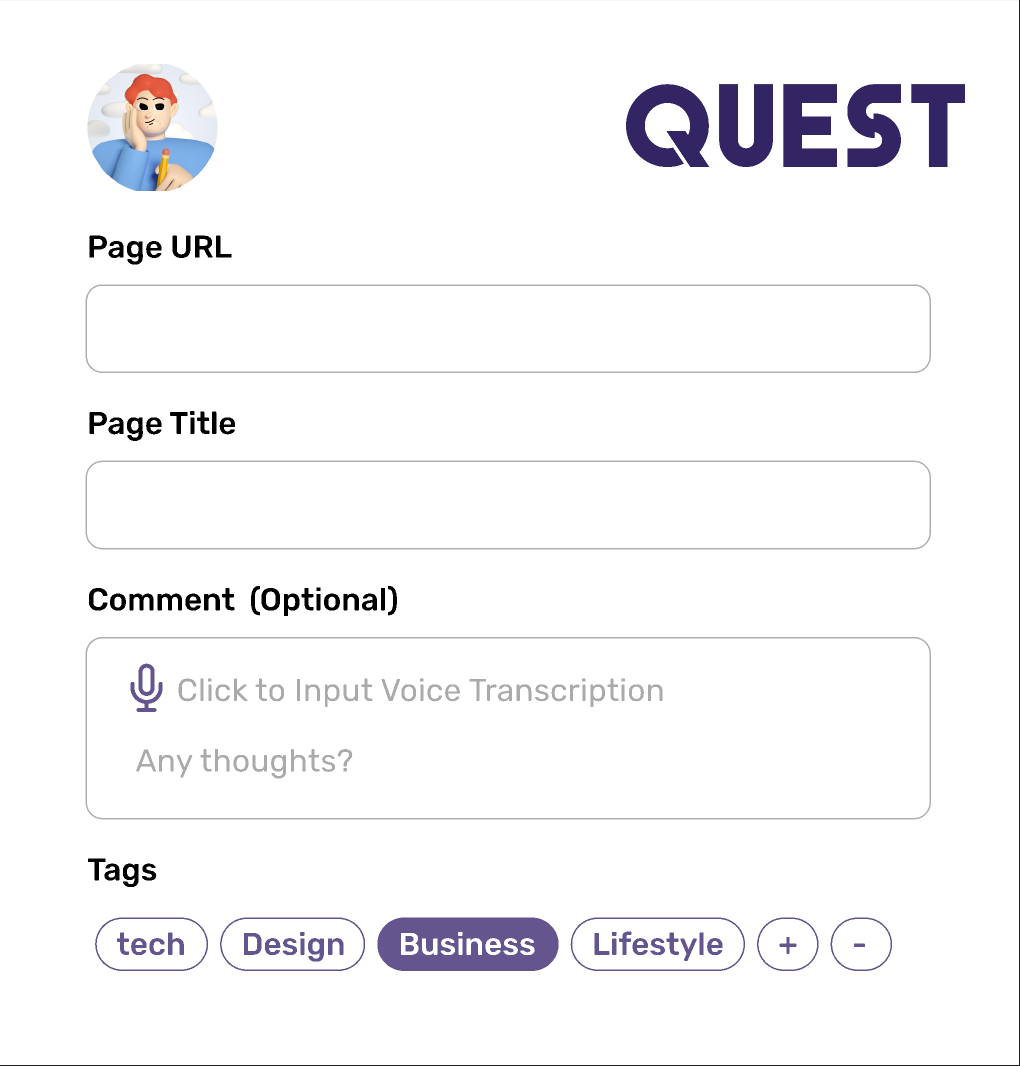 QUEST
Page URL
Page Title
Comment (Optional)
Click to Input Voice Transcription
Any thoughts?
Tags
tech Design Business Lifestyle + -